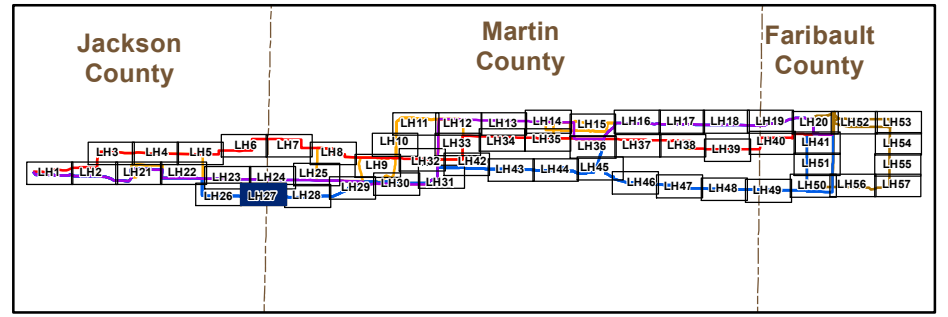 Jackson
County
Martin
County
Faribault
County
LH11 LH12 LH13 LH14 LH15 LH16 LH17 LH18 LH19 LH20 LH52 LH53
LH3 LH4 LH5 LH6 LH7 LH8 LH10 LH33 LH34 LH35 LH36 LH37 LH38 LH39 LH40 LH41 LH54
LH1 LH2 LH21 LH22 LH23 LH24 LH25 LH9 LH32 LH42 LH43 LH44 LH45 LH51 LH55
LH26 LH27 LH28 LH29 LH30 LH31 LH46 LH47 LH48 LH49 LH50 LH56 LH57